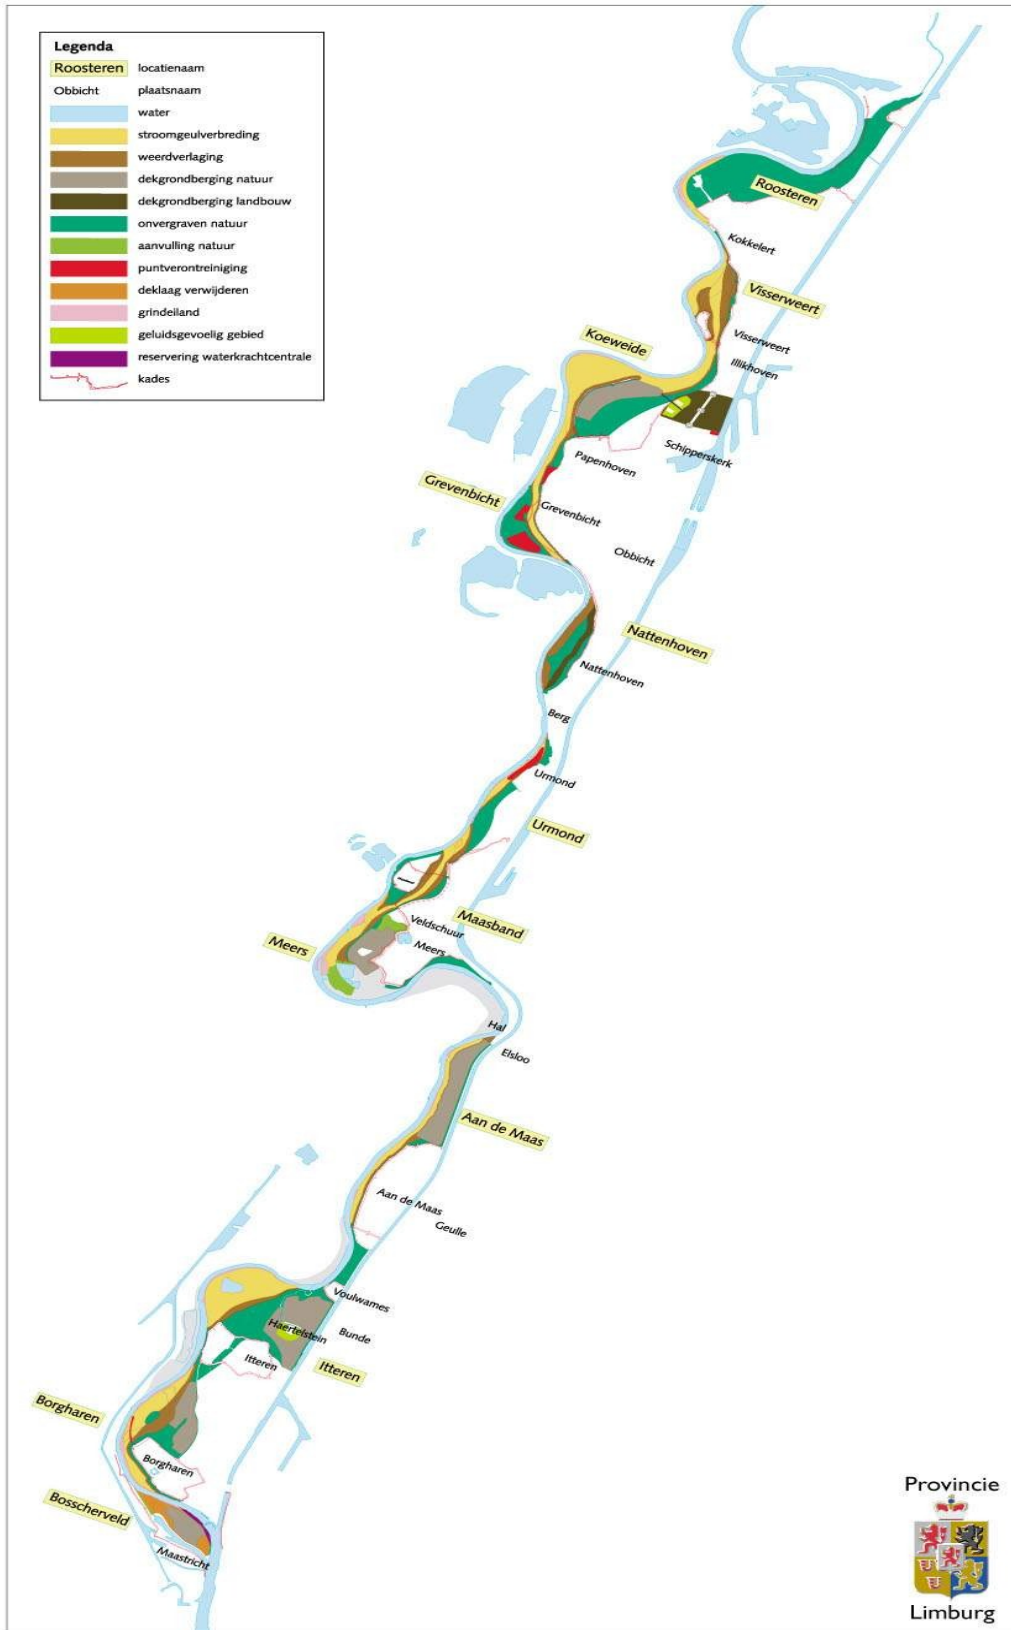 Legenda
Roosteren locatienaam
Obbicht plaatsnaam
water
stroomgeulverbreding
weerdverlaging
dekgrondberging natuur
dekgrondberging landbouw
onvergraven natuur
aanvulling natuur
puntverontreiniging
deklaag verwijderen
grindeiland
geluidsgevoelig gebied
reservering waterkrachtcentrale
kades
Roosteren
Kokkelert
Visserweert
Visserweert
Koeweide
Illikhoven
Schipperskerk
Papenhoven
Grevenbicht
Grevenbicht
Obbicht
Nattenhoven
Nattenhoven
Berg
Urmond
Urmond
Maasband
Veldschuur
Meers
Meers
Hal
Elsloo
Aan de Maas
Aan de Maas
Geulle
Voulwames
Haertelstein
Bunde
Itteren
Itteren
Borgharen
Borgharen
Bosscherveld
Maastricht
Provincie
Limburg